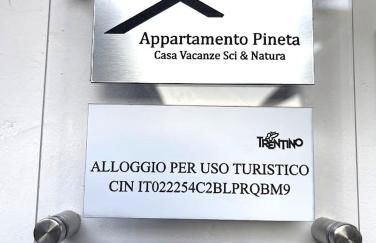 Appartamento Pineta
Casa Vacanze Sci & Natura
TRENTINO
ALLOGGIO PER USO TURISTICO
CIN IT022254C2BLPRQBM9